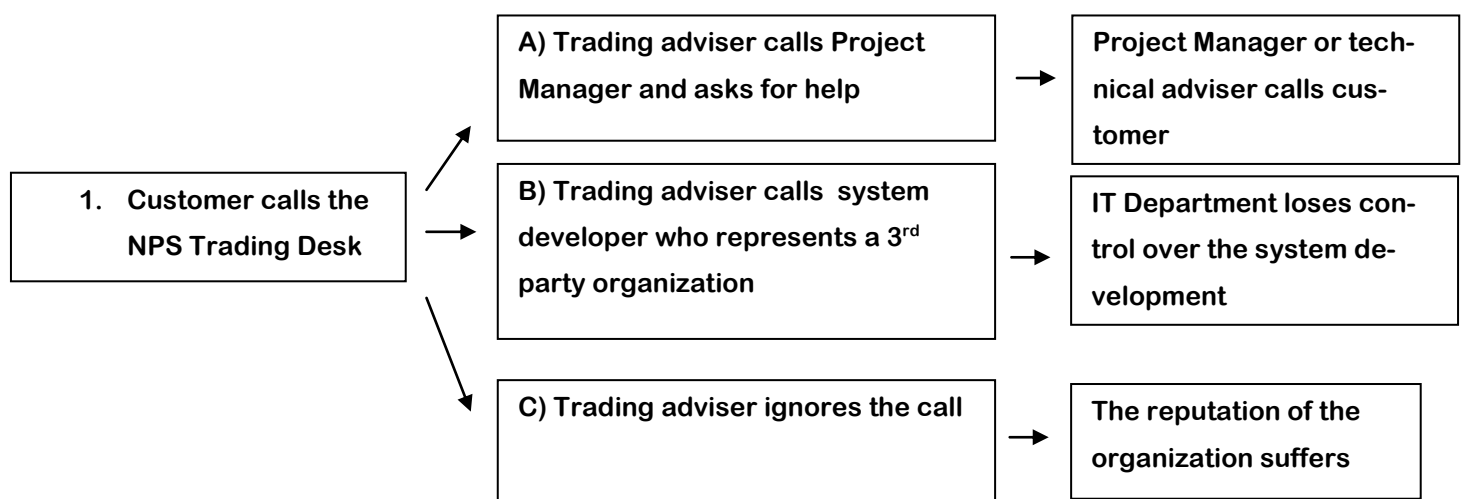 A) Trading adviser calls Project
Manager and asks for help
Project Manager or tech-
nical adviser calls cus-
tomer
1. Customer calls the
NPS Trading Desk
B) Trading adviser calls system
developer who represents a 3rd
party organization
IT Department loses con-
trol over the system de-
velopment
C) Trading adviser ignores the call
The reputation of the
organization suffers